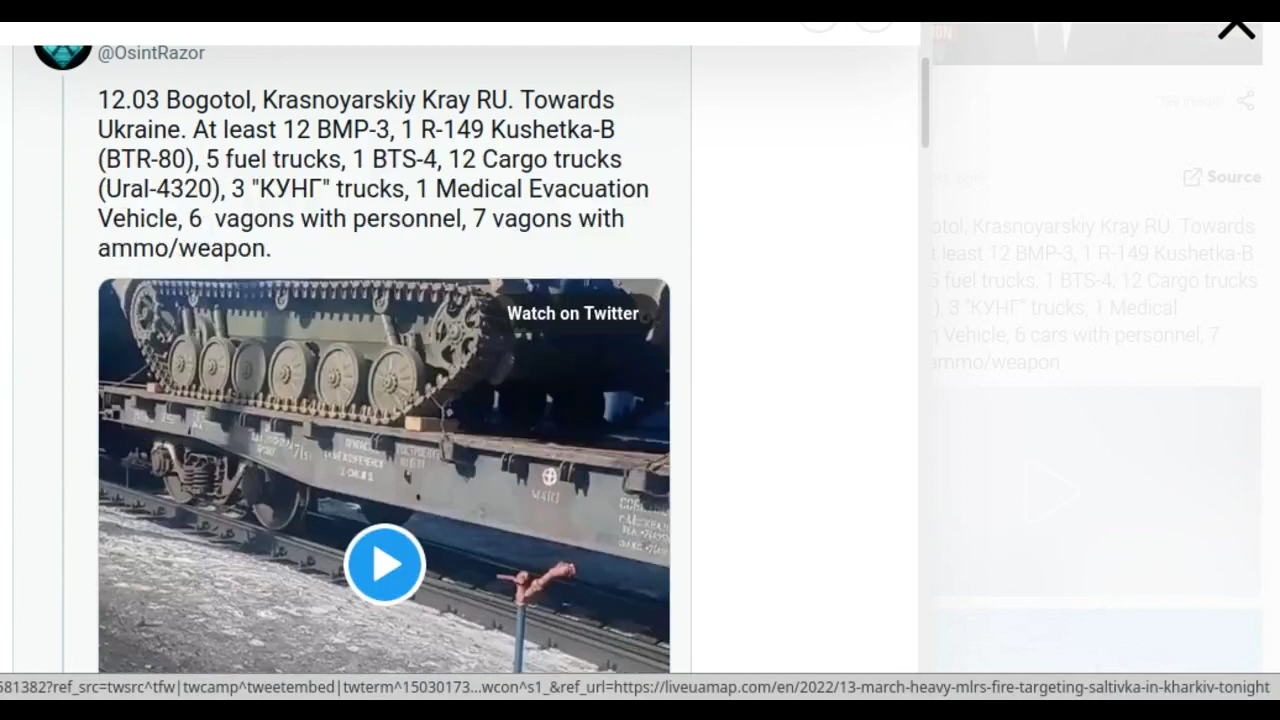 @OsintRazor
12.03 Bogotol, Krasnoyarskiy Kray RU. Towards
Ukraine. At least 12 BMP-3, 1 R-149 Kushetka-B
(BTR-80), 5 fuel trucks, 1 BTS-4, 12 Cargo trucks
(Ural-4320), 3 "КУНГ" trucks, 1 Medical Evacuation
Vehicle, 6 vagons with personnel, 7 vagons with
ammo/weapon.
Watch on Twitter
Source
Krasnoyarskiy Kray RU. Towards
least 12 BMP-3, 1 R-149 Kushetka-B
5 fuel trucks, 1 BTS-4, 12 Cargo trucks
), 3 "КУНГ" trucks, 1 Medical
Vehicle, 6 cars with personnel, 7
ammo/weapon
581382?ref_src=twsrc^tfw|twcamp^tweetembed|twterm^15030173...wcon^s1_&ref_url=https://liveuamap.com/en/2022/13-march-heavy-mlrs-fire-targeting-saltivka-in-kharkiv-tonight